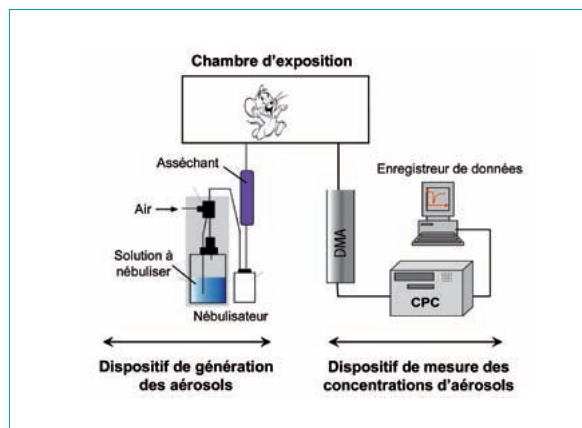 Chambre d'exposition
Asséchant
Enregistreur de données
Air
DMA
Solution à
nébuliser
CPC
Nébulisateur
Dispositif de génération
des aérosols
Dispositif de mesure des
concentrations d'aérosols